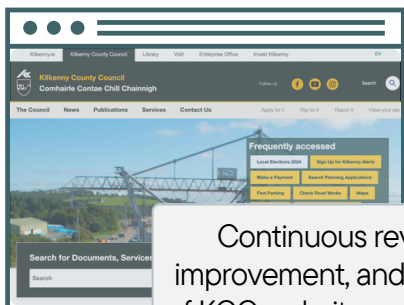 Kilkenny.ie Kilkenny County Council Library Visit Enterprise Office Invest Kilkenny EN
Kilkenny County Council
Comhairle Contae Chill Chainnigh
Follow us Search
The Council News Publications Services Contact Us Apply for it Pay for it Report it Have your say
Frequently accessed
Local Elections 2024 Sign Up for Kilkenny Alerts
Make a Payment Search Planning Applications
Find Parking Check Road Works Maps
Search for Documents, Services
Search
Continuous rev
improvement, and